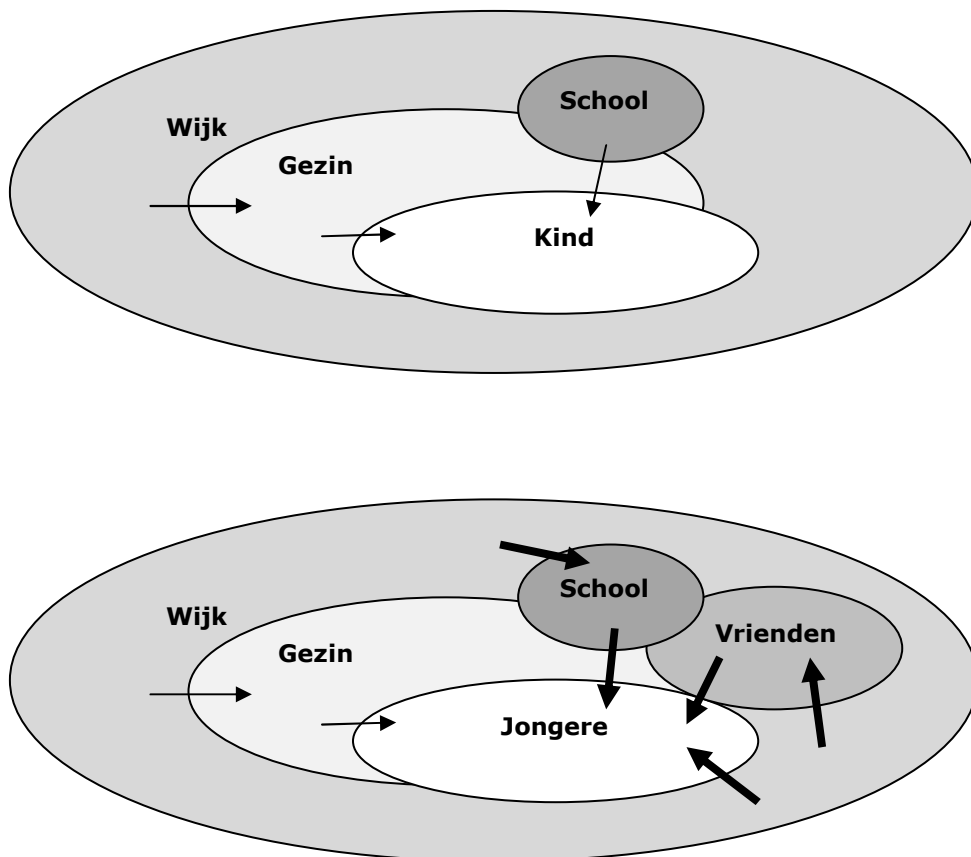 School
Wijk
Gezin
Kind
School
Wijk
Vrienden
Gezin
Jongere